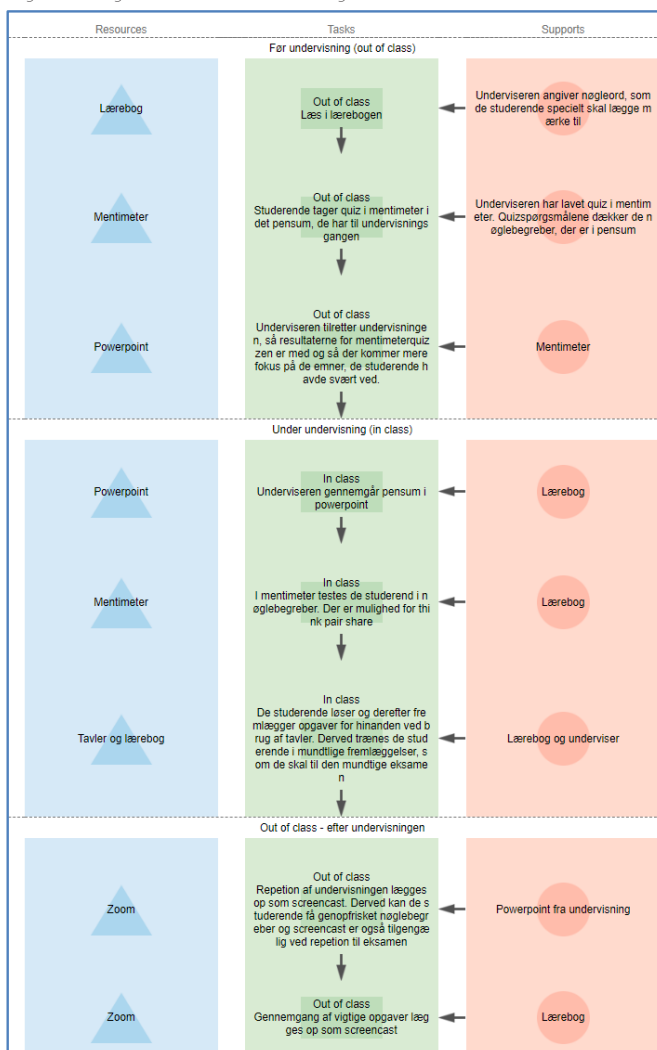 Resources
Tasks
Supports
Før undervisning (out of class)
Lærebog
Out of class
Læs i lærebogen
Underviseren angiver nøgleord, som
de studerende specielt skal lægge m
ærke til
Mentimeter
Out of class
Studerende tager quiz i mentimeter i
det pensum, de har til undervisnings
gangen
Underviseren har lavet quiz i mentim
eter. Quizspørgsmålene dækker de n
øglebegreber, der er i pensum
Powerpoint
Out of class
Underviseren tilretter undervisninge
n, så resultaterne for mentimeterquiz
zen er med og så der kommer mere
fokus på de emner, de studerende h
avde svært ved.
Mentimeter
Under undervisning (in class)
Powerpoint
In class
Underviseren gennemgår pensum i
powerpoint
Lærebog
Mentimeter
In class
I mentimeter testes de studerend i n
øglebegreber. Der er mulighed for thi
nk pair share
Lærebog
Tavler og lærebog
In class
De studerende løser og derefter fre
mlægger opgaver for hinanden ved b
rug af tavler. Derved trænes de stud
erende i mundtlige fremlæggelser, s
om de skal til den mundtige eksame
n
Lærebog og underviser
Out of class - efter undervisningen
Zoom
Out of class
Repetion af undervisningen lægges
op som screencast. Derved kan de s
tuderende få genopfrisket nøglebegr
eber og screencast er også tilgengæ
lig ved repetion til eksamen
Powerpoint fra undervisning
Zoom
Out of class
Gennemgang af vigtige opgaver læg
ges op som screencast
Lærebog